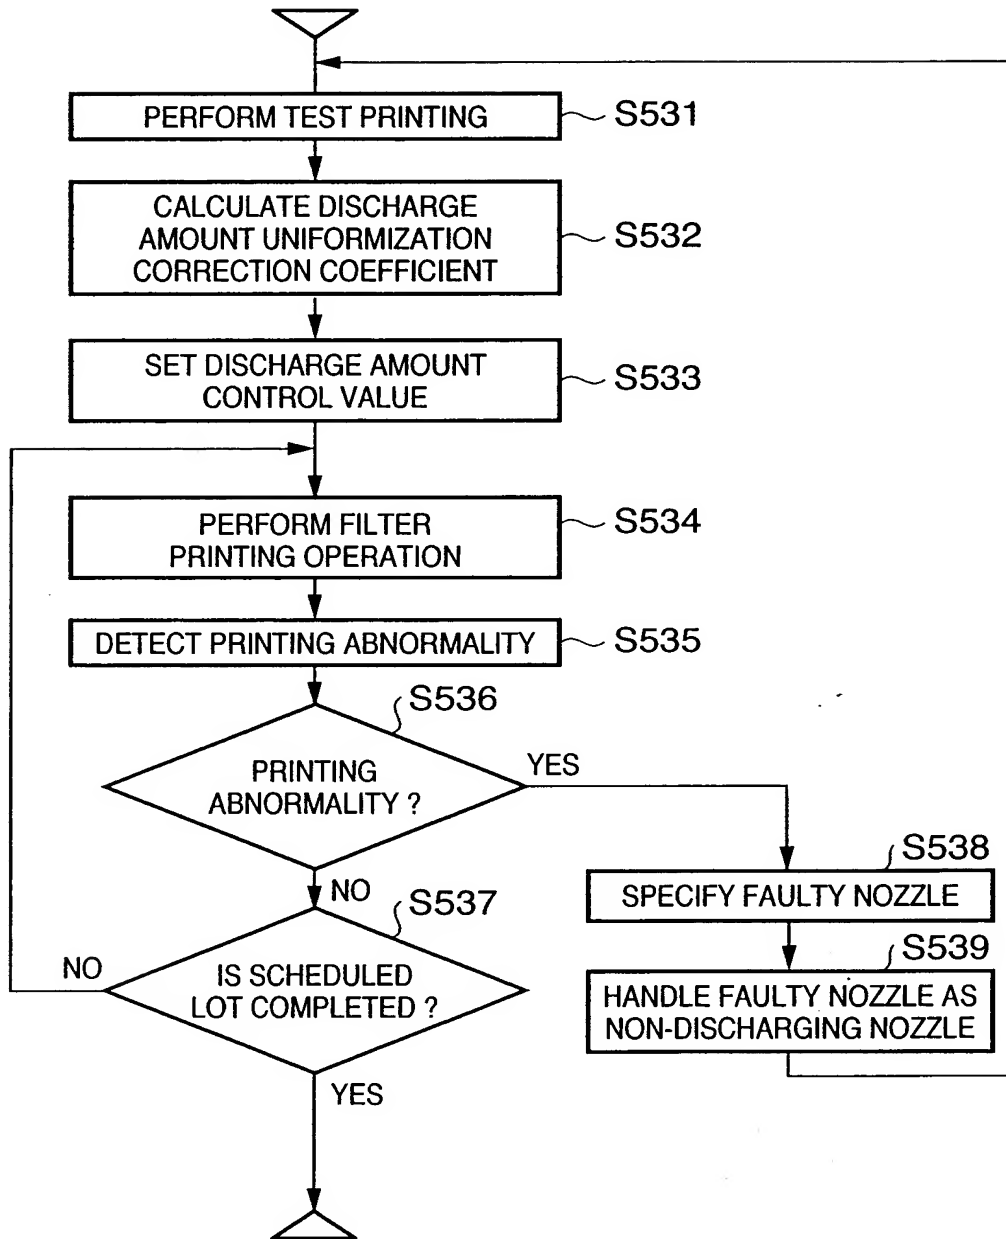 PERFORM TEST PRINTING
S531
CALCULATE DISCHARGE
AMOUNT UNIFORMIZATION
CORRECTION COEFFICIENT
S532
SET DISCHARGE AMOUNT
CONTROL VALUE
S533
PERFORM FILTER
PRINTING OPERATION
S534
DETECT PRINTING ABNORMALITY
S535
S536
PRINTING
ABNORMALITY ?
YES
NO
S537
IS SCHEDULED
LOT COMPLETED ?
NO
YES
S538
SPECIFY FAULTY NOZZLE
S539
HANDLE FAULTY NOZZLE AS
NON-DISCHARGING NOZZLE